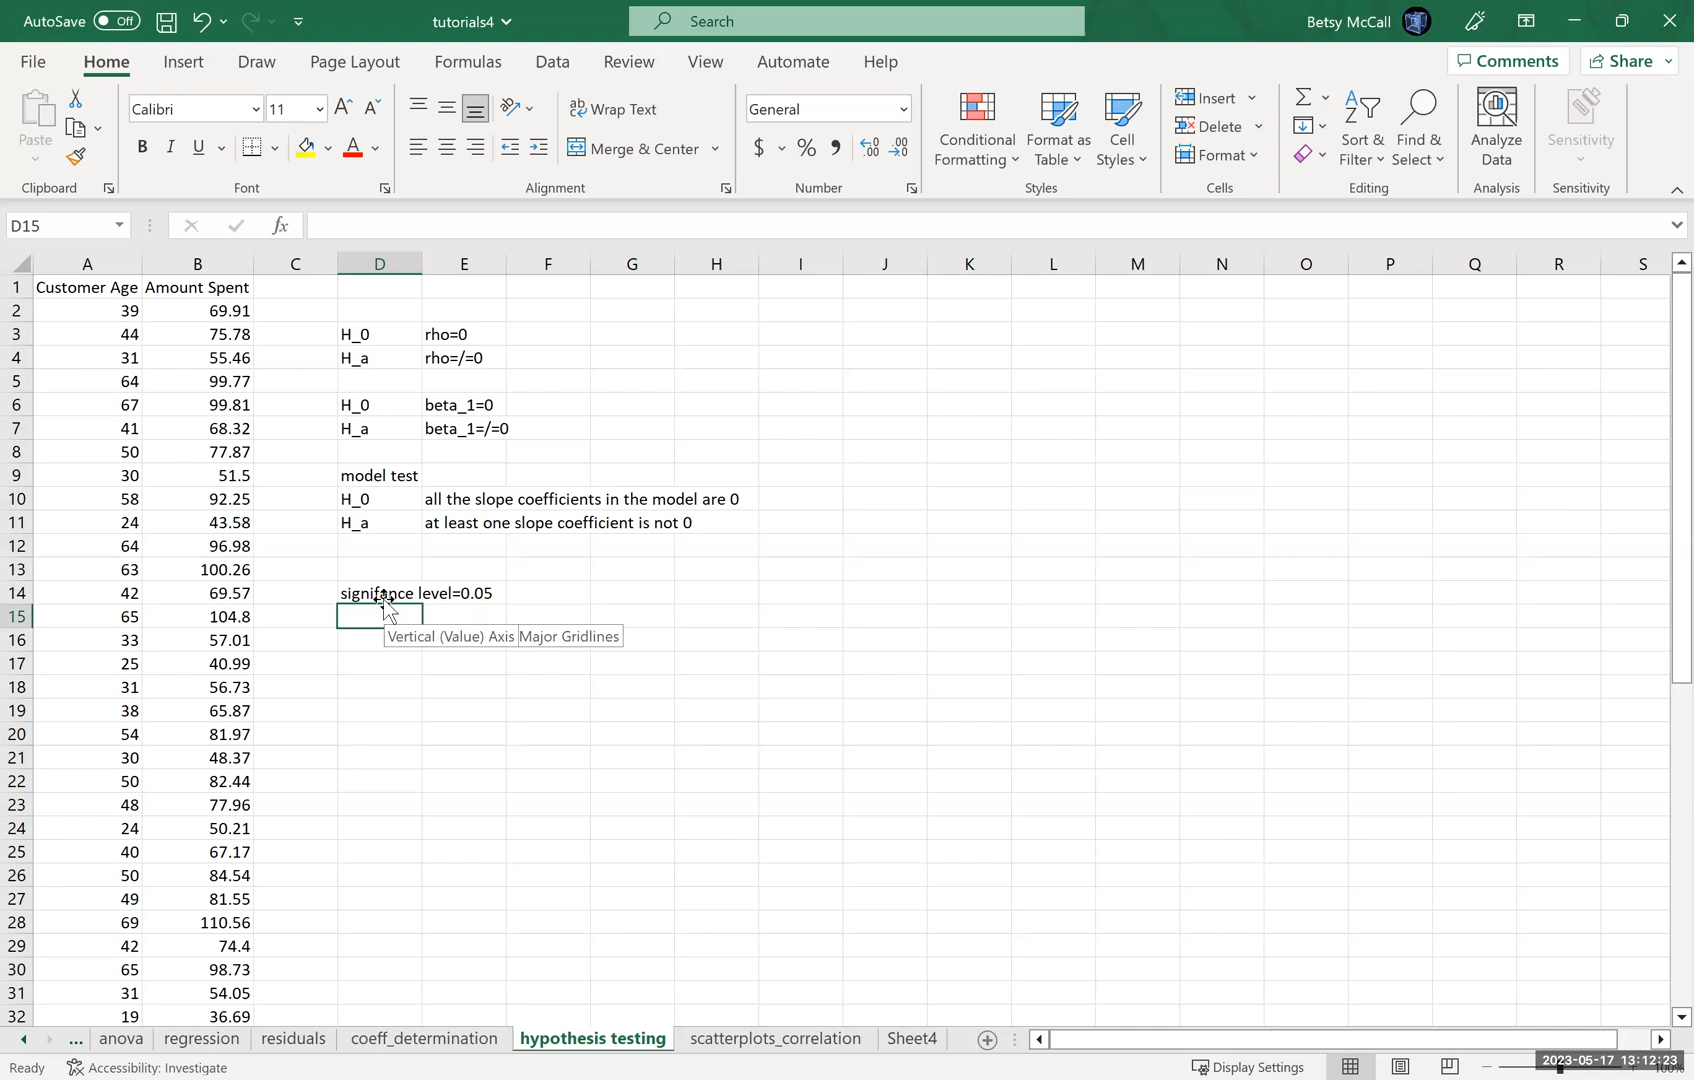 AutoSave Off tutorials4 Search Betsy McCall
File Home Insert Draw Page Layout Formulas Data Review View Automate Help Comments Share
Calibri 11 Wrap Text General Insert
Paste B I U Merge & Center $ % Conditional Formatting Format as Table Cell Styles Delete Format Sort & Filter Find & Select Analyze Data Sensitivity
Clipboard Font Alignment Number Styles Cells Editing Analysis Sensitivity
D15 fx
A B C D E F G H I J K L M N O P Q R S
1 Customer Age Amount Spent
2 39 69.91
3 44 75.78 H_0 rho=0
4 31 55.46 H_a rho=/=0
5 64 99.77
6 67 99.81 H_0 beta_1=0
7 41 68.32 H_a beta_1=/=0
8 50 77.87
9 30 51.5 model test
10 58 92.25 H_0 all the slope coefficients in the model are 0
11 24 43.58 H_a at least one slope coefficient is not 0
12 64 96.98
13 63 100.26
14 42 69.57 signifance level=0.05
15 65 104.8
16 33 57.01 Vertical (Value) Axis Major Gridlines
17 25 40.99
18 31 56.73
19 38 65.87
20 54 81.97
21 30 48.37
22 50 82.44
23 48 77.96
24 24 50.21
25 40 67.17
26 50 84.54
27 49 81.55
28 69 110.56
29 42 74.4
30 65 98.73
31 31 54.05
32 19 36.69
... anova regression residuals coeff_determination hypothesis testing scatterplots_correlation Sheet4
Ready Accessibility: Investigate Display Settings 2023-05-17 13:12:23